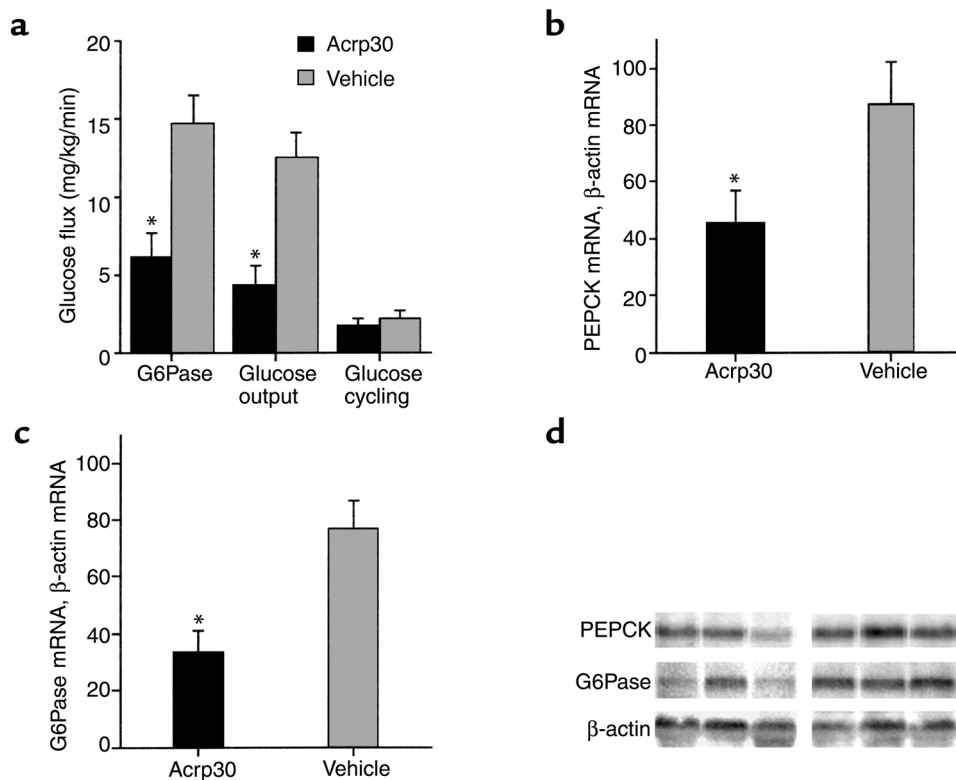 a
Acrp30
Vehicle
Glucose flux (mg/kg/min)
20
15
10
5
0
*
*
G6Pase
Glucose
output
Glucose
cycling
b
PEPCK mRNA, β-actin mRNA
100
80
60
40
20
0
*
Acrp30
Vehicle
c
G6Pase mRNA, β-actin mRNA
100
80
60
40
20
0
*
Acrp30
Vehicle
d
PEPCK
G6Pase
β-actin